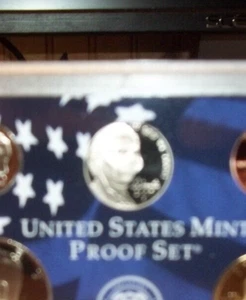 UNITED STATES MINT
PROOF SET